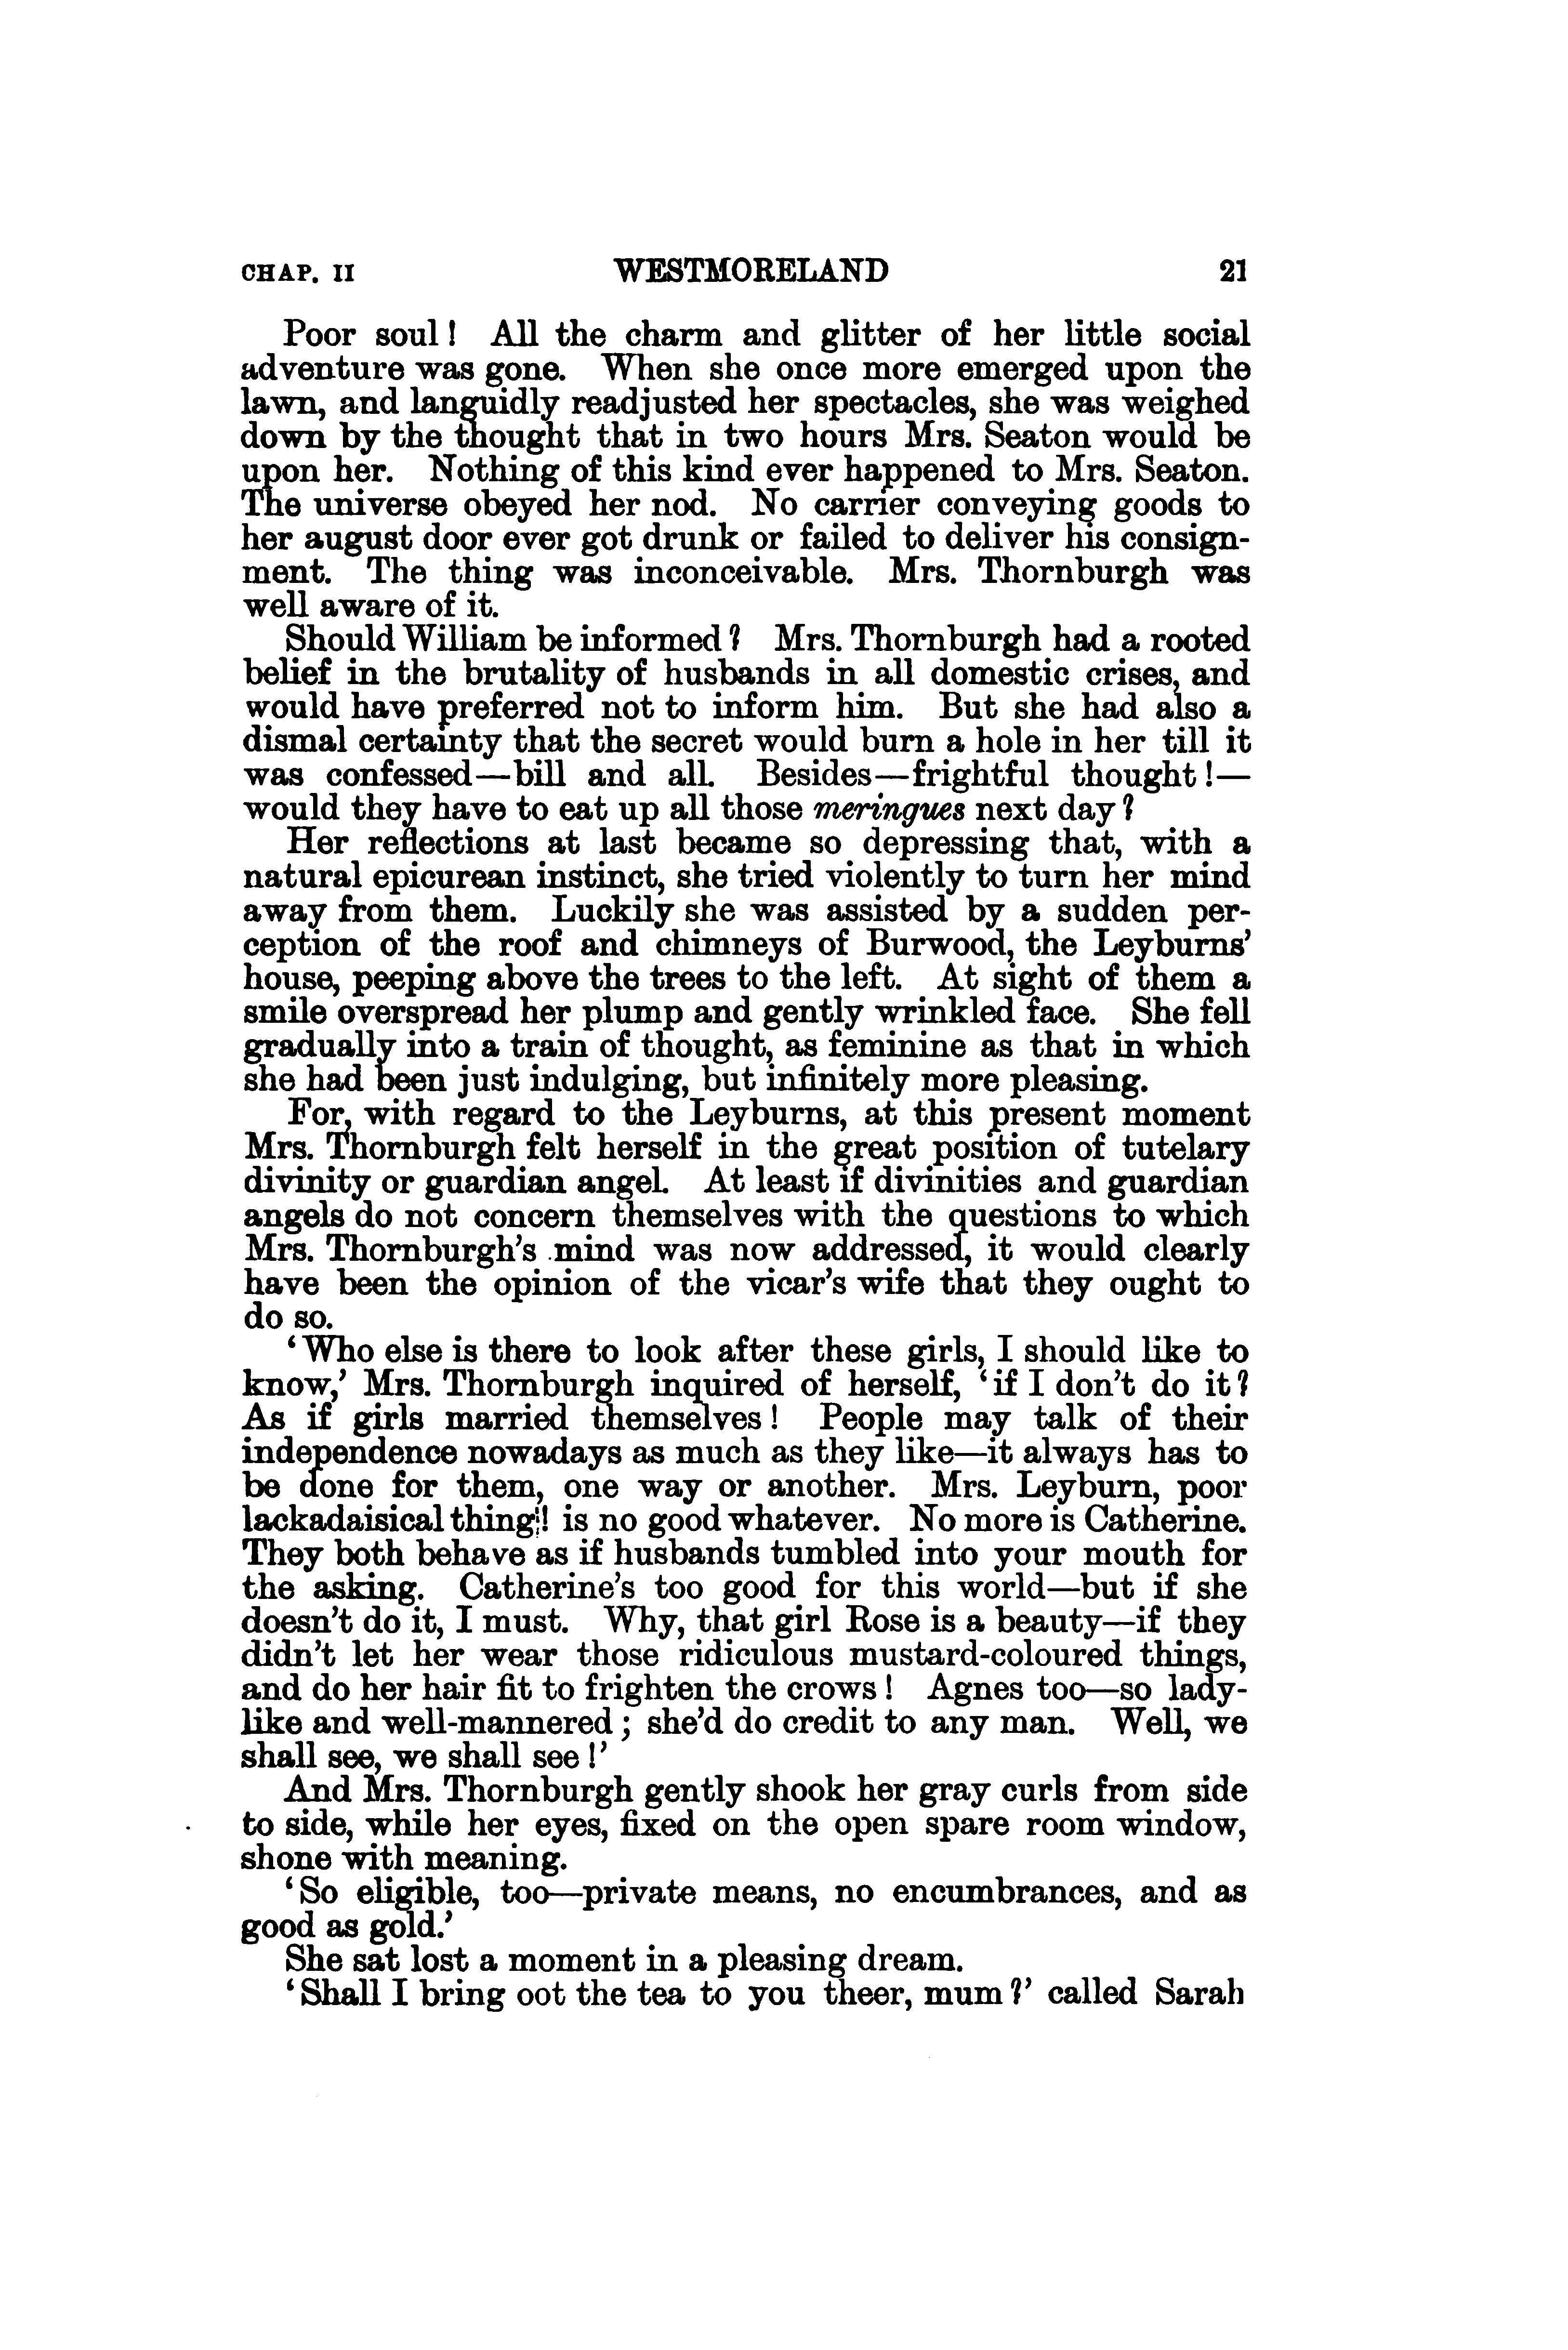 CHAP. II WESTMORELAND 21
Poor soul! All the charm and glitter of her little social
adventure was gone. When she once more emerged upon the
lawn, and languidly readjusted her spectacles, she was weighed
down by the thought that in two hours Mrs. Seaton would be
upon her. Nothing of this kind ever happened to Mrs. Seaton.
The universe obeyed her nod. No carrier conveying goods to
her august door ever got drunk or failed to deliver his consign-
ment. The thing was inconceivable. Mrs. Thornburgh was
well aware of it.
Should William be informed? Mrs. Thornburgh had a rooted
belief in the brutality of husbands in all domestic crises, and
would have preferred not to inform him. But she had also a
dismal certainty that the secret would burn a hole in her till it
was confessed—bill and all. Besides—frightful thought!—
would they have to eat up all those meringues next day?
Her reflections at last became so depressing that, with a
natural epicurean instinct, she tried violently to turn her mind
away from them. Luckily she was assisted by a sudden per-
ception of the roof and chimneys of Burwood, the Leyburns'
house, peeping above the trees to the left. At sight of them a
smile overspread her plump and gently wrinkled face. She fell
gradually into a train of thought, as feminine as that in which
she had been just indulging, but infinitely more pleasing.
For, with regard to the Leyburns, at this present moment
Mrs. Thornburgh felt herself in the great position of tutelary
divinity or guardian angel. At least if divinities and guardian
angels do not concern themselves with the questions to which
Mrs. Thornburgh's mind was now addressed, it would clearly
have been the opinion of the vicar's wife that they ought to
do so.
'Who else is there to look after these girls, I should like to
know,' Mrs. Thornburgh inquired of herself, 'if I don't do it?
As if girls married themselves! People may talk of their
independence nowadays as much as they like—it always has to
be done for them, one way or another. Mrs. Leyburn, poor
lackadaisical thing! is no good whatever. No more is Catherine.
They both behave as if husbands tumbled into your mouth for
the asking. Catherine's too good for this world—but if she
doesn't do it, I must. Why, that girl Rose is a beauty—if they
didn't let her wear those ridiculous mustard-coloured things,
and do her hair fit to frighten the crows! Agnes too—so lady-
like and well-mannered; she'd do credit to any man. Well, we
shall see, we shall see!'
And Mrs. Thornburgh gently shook her gray curls from side
to side, while her eyes, fixed on the open spare room window,
shone with meaning.
'So eligible, too—private means, no encumbrances, and as
good as gold.'
She sat lost a moment in a pleasing dream.
'Shall I bring oot the tea to you theer, mum?' called Sarah